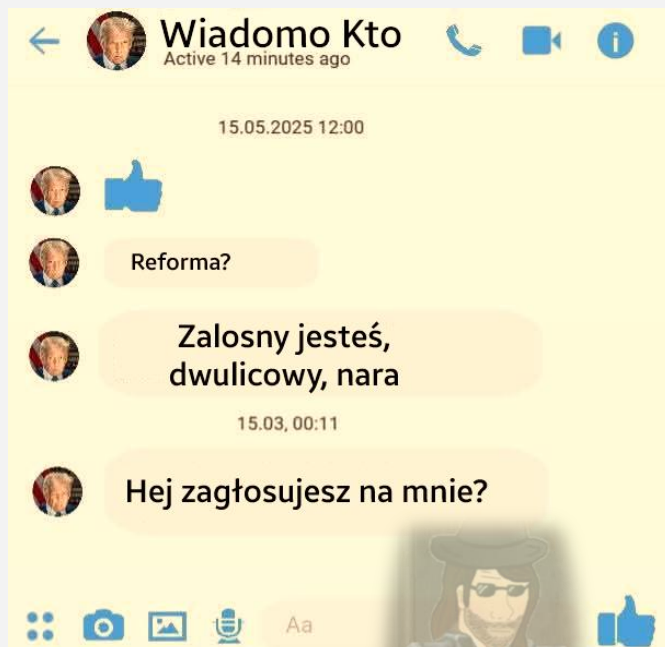 Wiadomo Kto
Active 14 minutes ago
15.05.2025 12:00
Reforma?
Zalosny jesteś,
dwulicowy, nara
15.03, 00:11
Hej zagłosujesz na mnie?
Aa